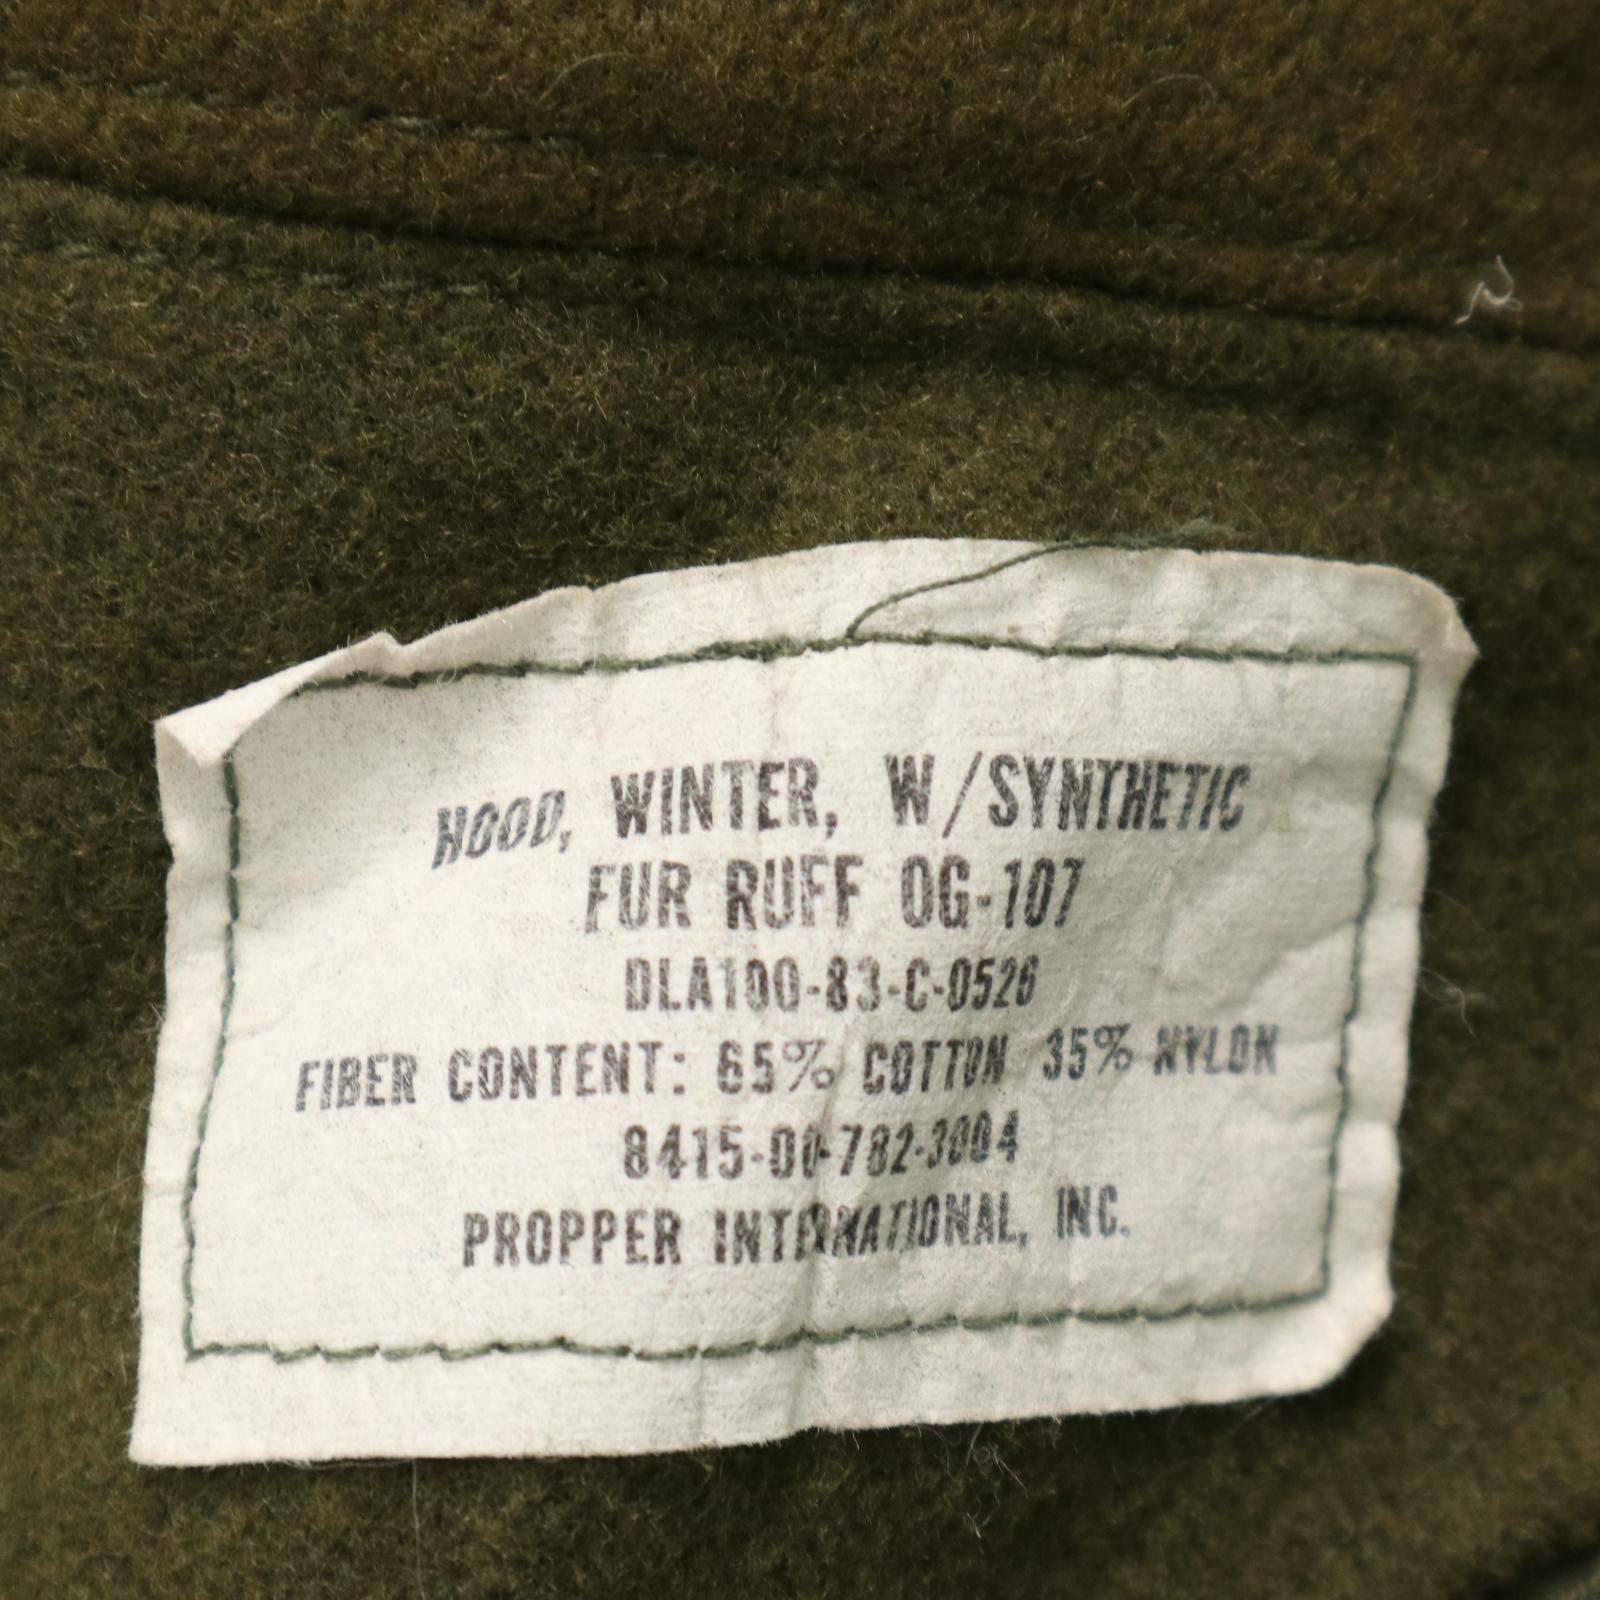 HOOD, WINTER, W/SYNTHETIC
FUR RUFF OG-107
DLA100-83-C-0526
FIBER CONTENT: 65% COTTON 35% NYLON
8415-00-782-3004
PROPPER INTERNATIONAL, INC.